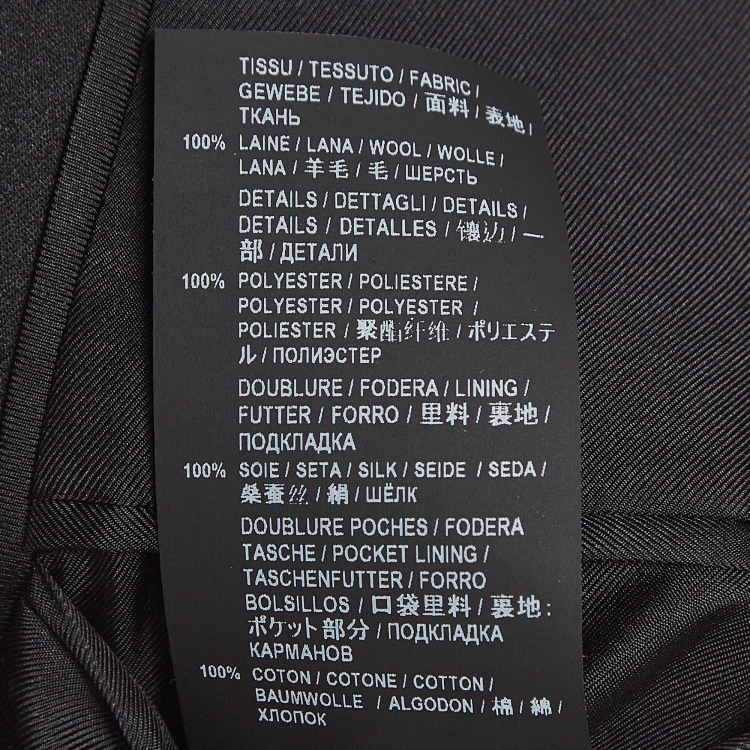 TISSU / TESSUTO / FABRIC /
GEWEBE / TEJIDO / 面料 / 表地 /
ТКАНЬ
100% LAINE / LANA / WOOL / WOLLE /
LANA / 羊毛 / 毛 / ШЕРСТЬ
DETAILS / DETTAGLI / DETAILS /
DETAILS / DETALLES / 镶边 / 一
部 / ДЕТАЛИ
100% POLYESTER / POLIESTERE /
POLYESTER / POLYESTER /
POLIESTER / 聚酯纤维 / ポリエステ
ル / ПОЛИЭСТЕР
DOUBLURE / FODERA / LINING /
FUTTER / FORRO / 里料 / 裏地 /
ПОДКЛАДКА
100% SOIE / SETA / SILK / SEIDE / SEDA /
桑蚕丝 / 絹 / ШЁЛК
DOUBLURE POCHES / FODERA
TASCHE / POCKET LINING /
TASCHENFUTTER / FORRO
BOLSILLOS / 口袋里料 / 裏地:
ポケット部分 / ПОДКЛАДКА
КАРМАНОВ
100% COTON / COTONE / COTTON /
BAUMWOLLE / ALGODON / 棉 / 綿 /
ХЛОПОК